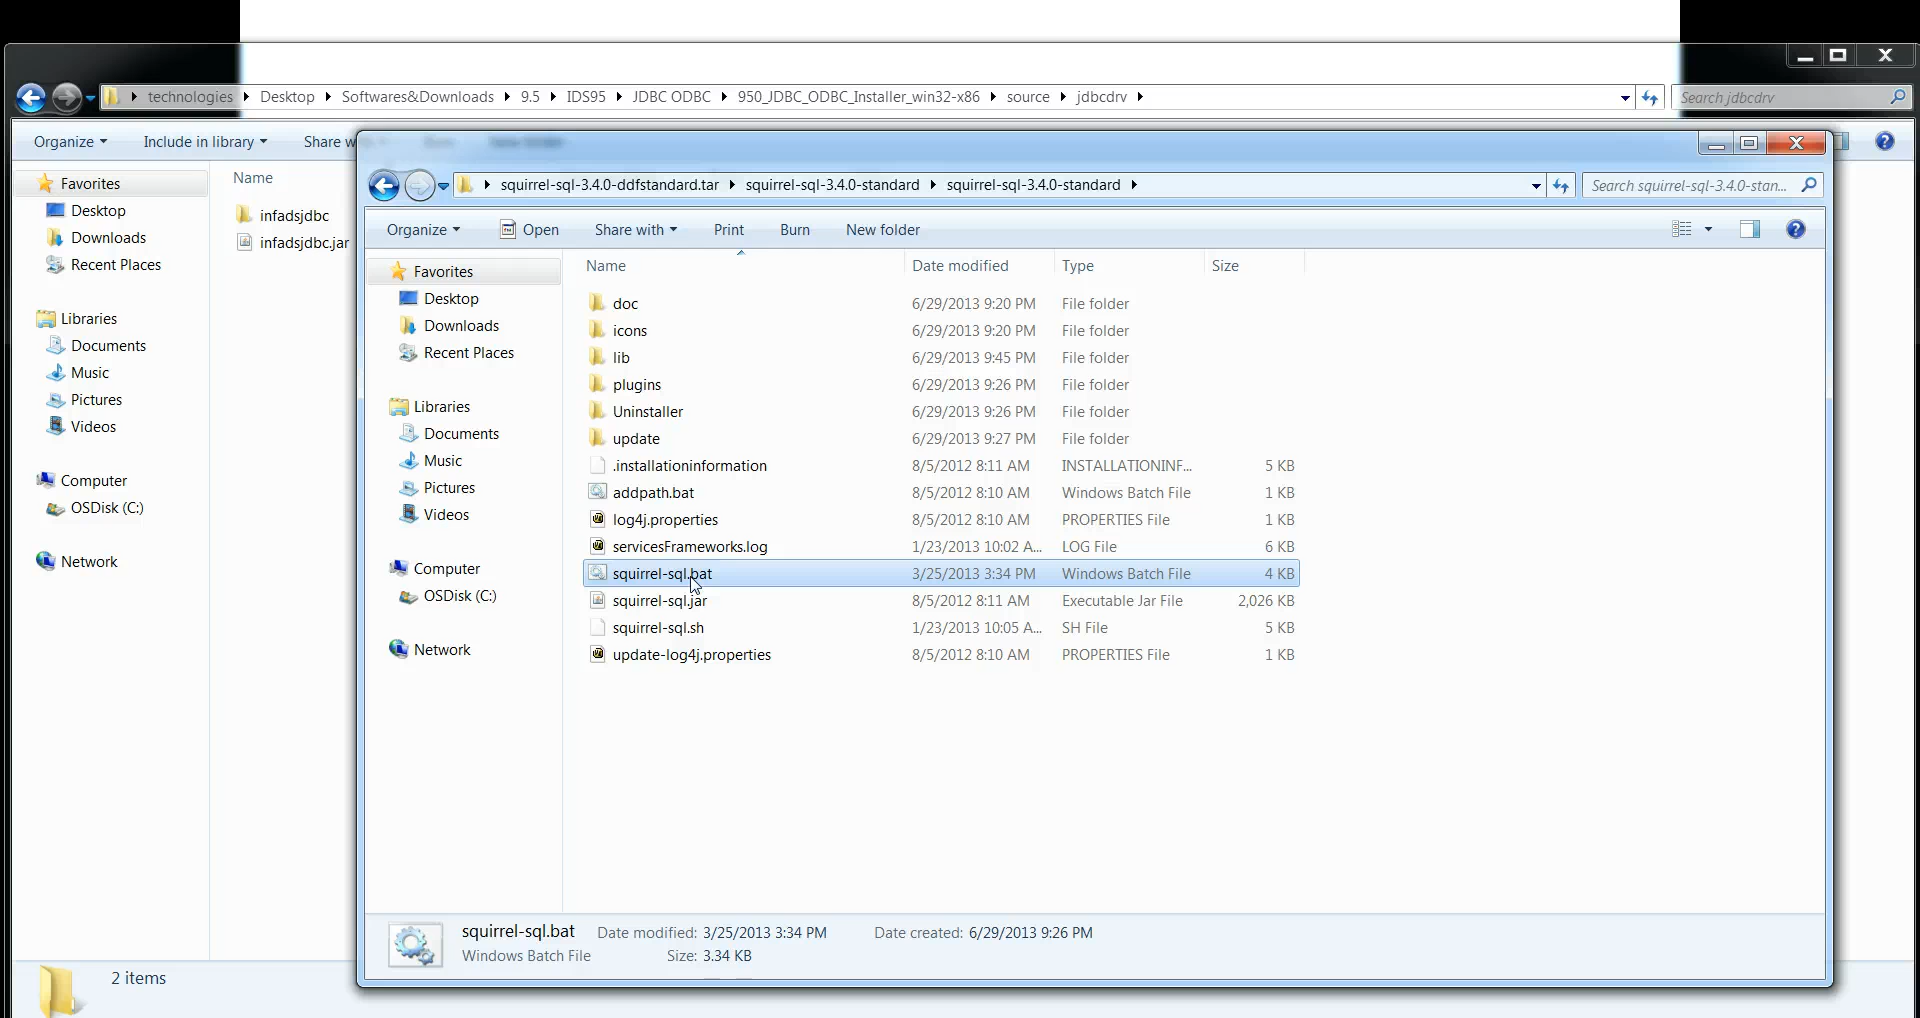 technologies Desktop Softwares&Downloads 9.5 IDS95 JDBC ODBC 950_JDBC_ODBC_Installer_win32-x86 source jdbcdrv
Search jdbcdrv
Organize Include in library Share w
Favorites
Desktop
Downloads
Recent Places
Libraries
Documents
Music
Pictures
Videos
Computer
OSDisk (C:)
Network
Name
infadsjdbc
infadsjdbc.jar
2 items
squirrel-sql-3.4.0-ddfstandard.tar squirrel-sql-3.4.0-standard squirrel-sql-3.4.0-standard
Search squirrel-sql-3.4.0-stan...
Organize Open Share with Print Burn New folder
Favorites
Desktop
Downloads
Recent Places
Libraries
Documents
Music
Pictures
Videos
Computer
OSDisk (C:)
Network
Name Date modified Type Size
doc 6/29/2013 9:20 PM File folder
icons 6/29/2013 9:20 PM File folder
lib 6/29/2013 9:45 PM File folder
plugins 6/29/2013 9:26 PM File folder
Uninstaller 6/29/2013 9:26 PM File folder
update 6/29/2013 9:27 PM File folder
.installationinformation 8/5/2012 8:11 AM INSTALLATIONINF... 5 KB
addpath.bat 8/5/2012 8:10 AM Windows Batch File 1 KB
log4j.properties 8/5/2012 8:10 AM PROPERTIES File 1 KB
servicesFrameworks.log 1/23/2013 10:02 A... LOG File 6 KB
squirrel-sql.bat 3/25/2013 3:34 PM Windows Batch File 4 KB
squirrel-sql.jar 8/5/2012 8:11 AM Executable Jar File 2,026 KB
squirrel-sql.sh 1/23/2013 10:05 A... SH File 5 KB
update-log4j.properties 8/5/2012 8:10 AM PROPERTIES File 1 KB
squirrel-sql.bat Date modified: 3/25/2013 3:34 PM Date created: 6/29/2013 9:26 PM
Windows Batch File Size: 3.34 KB